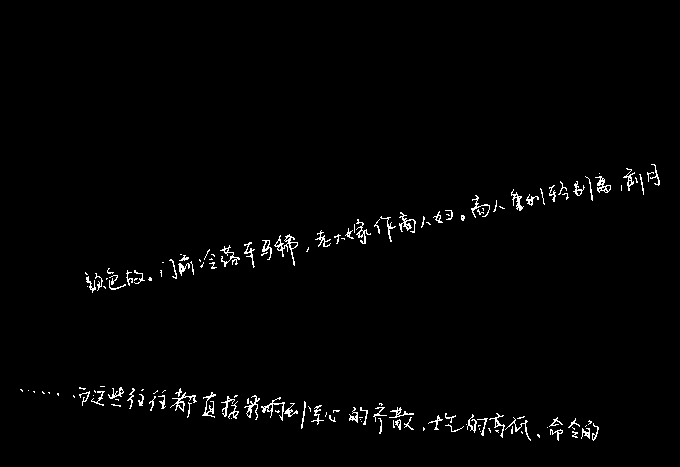 颜色故。门前冷落车马稀，老大嫁作商人妇。商人重利轻别离，前月
……而这些往往都直接影响到军心的齐散、士气的高低、命令的